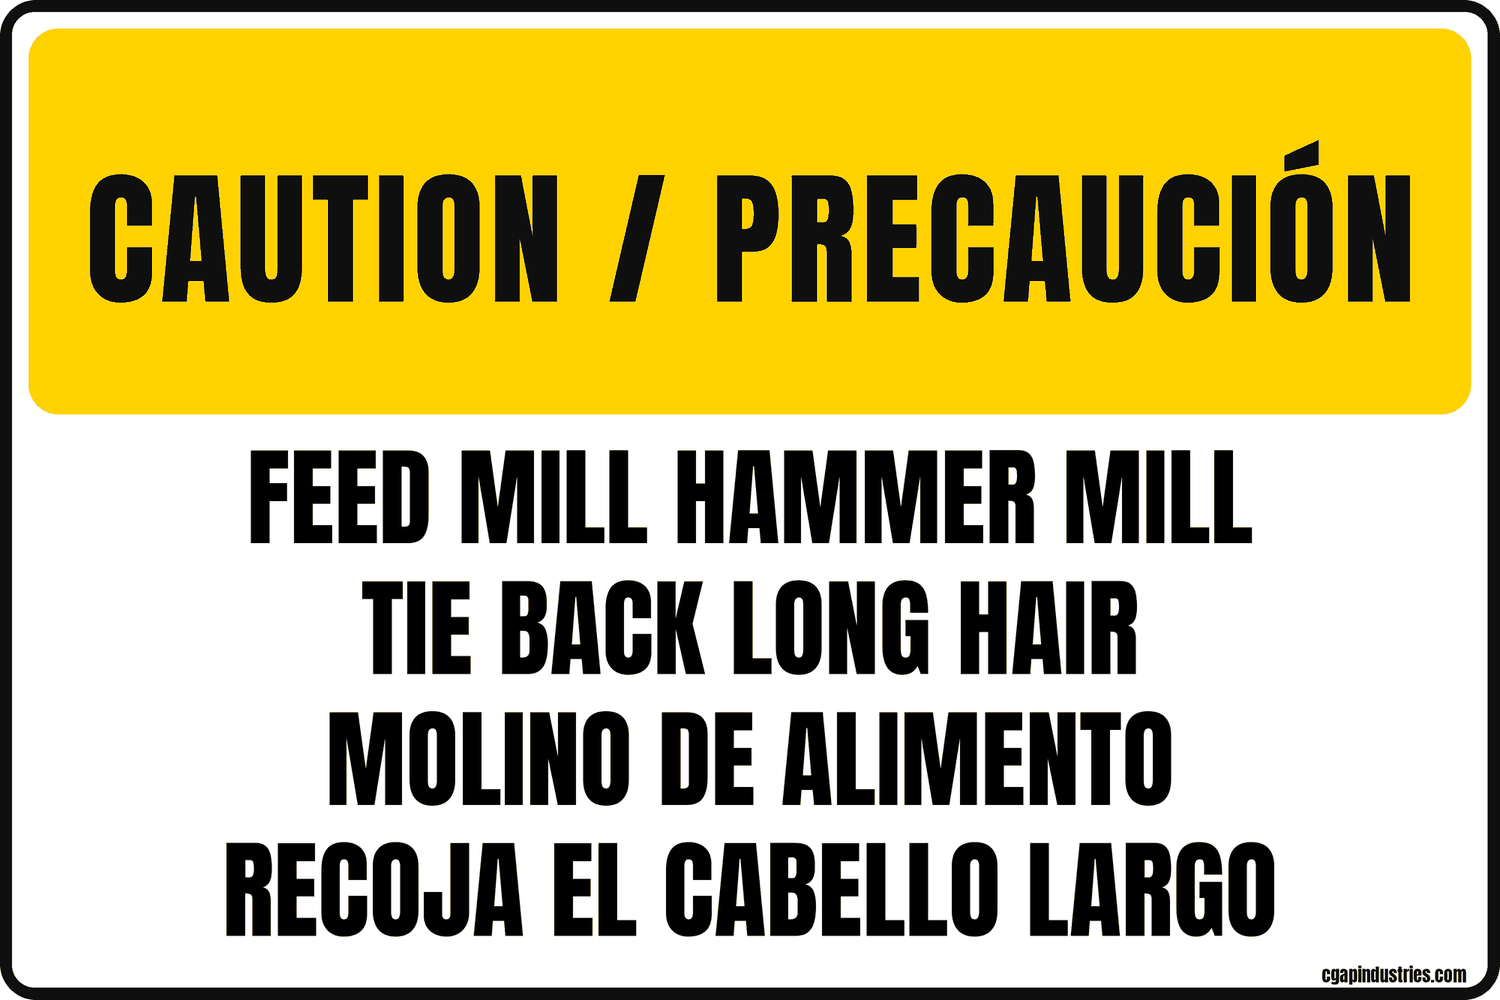 CAUTION / PRECAUCIÓN
FEED MILL HAMMER MILL
TIE BACK LONG HAIR
MOLINO DE ALIMENTO
RECOJA EL CABELLO LARGO
cgapindustries.com